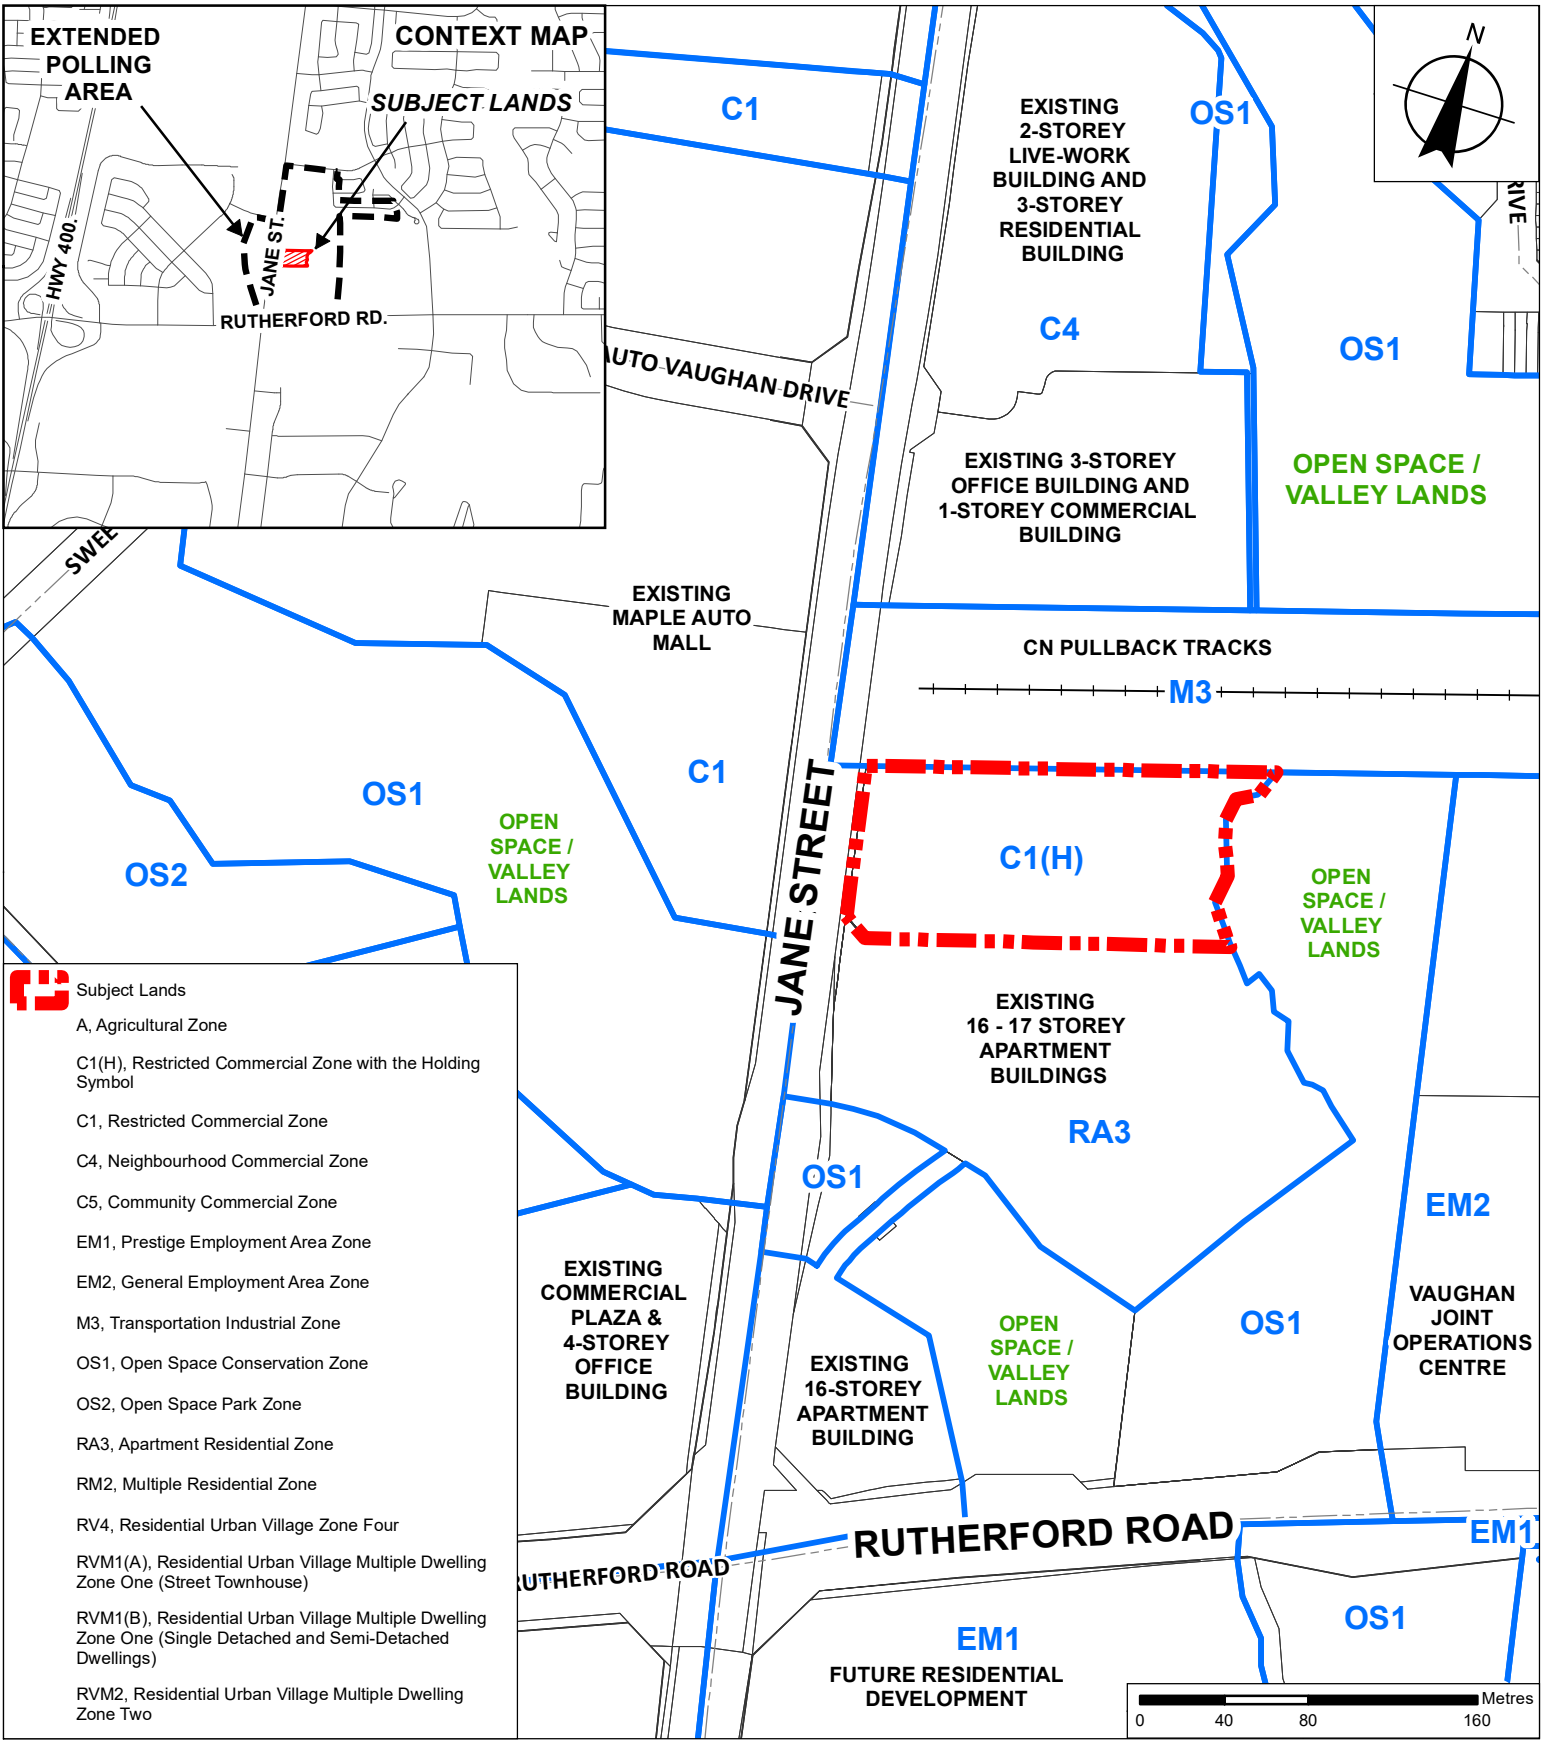 EXTENDED
POLLING
AREA
CONTEXT MAP
SUBJECT LANDS
HWY 400.
JANE ST.
RUTHERFORD RD.
N
C1
EXISTING
2-STOREY
LIVE-WORK
BUILDING AND
3-STOREY
RESIDENTIAL
BUILDING
OS1
C4
OS1
RIVE
AUTO VAUGHAN DRIVE
EXISTING 3-STOREY
OFFICE BUILDING AND
1-STOREY COMMERCIAL
BUILDING
OPEN SPACE /
VALLEY LANDS
SWEE
EXISTING
MAPLE AUTO
MALL
CN PULLBACK TRACKS
M3
C1
OS1
OPEN
SPACE /
VALLEY
LANDS
OS2
JANE STREET
C1(H)
OPEN
SPACE /
VALLEY
LANDS
EXISTING
16 - 17 STOREY
APARTMENT
BUILDINGS
RA3
OS1
EM2
EXISTING
COMMERCIAL
PLAZA &
4-STOREY
OFFICE
BUILDING
EXISTING
16-STOREY
APARTMENT
BUILDING
OPEN
SPACE /
VALLEY
LANDS
OS1
VAUGHAN
JOINT
OPERATIONS
CENTRE
RUTHERFORD ROAD
RUTHERFORD ROAD
EM1
OS1
EM1
FUTURE RESIDENTIAL
DEVELOPMENT
Subject Lands
A, Agricultural Zone
C1(H), Restricted Commercial Zone with the Holding
Symbol
C1, Restricted Commercial Zone
C4, Neighbourhood Commercial Zone
C5, Community Commercial Zone
EM1, Prestige Employment Area Zone
EM2, General Employment Area Zone
M3, Transportation Industrial Zone
OS1, Open Space Conservation Zone
OS2, Open Space Park Zone
RA3, Apartment Residential Zone
RM2, Multiple Residential Zone
RV4, Residential Urban Village Zone Four
RVM1(A), Residential Urban Village Multiple Dwelling
Zone One (Street Townhouse)
RVM1(B), Residential Urban Village Multiple Dwelling
Zone One (Single Detached and Semi-Detached
Dwellings)
RVM2, Residential Urban Village Multiple Dwelling
Zone Two
Metres
0 40 80 160